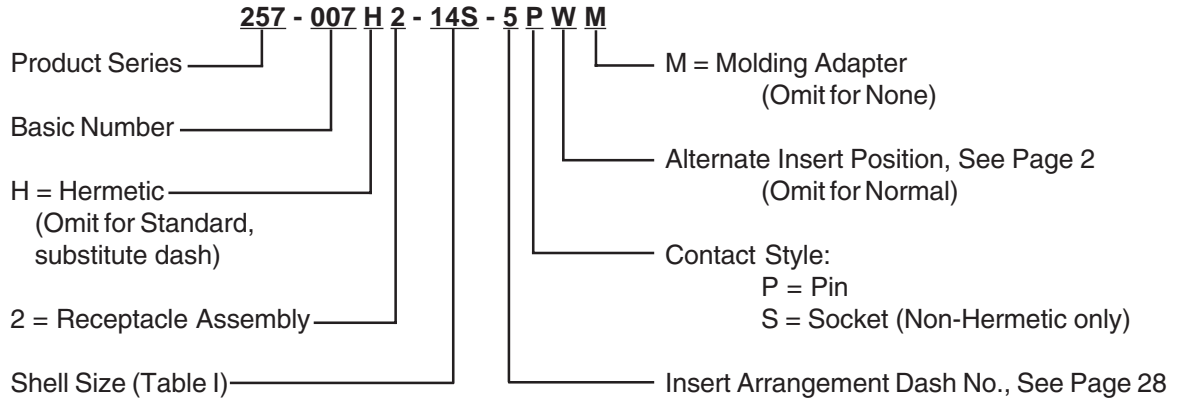 257 - 007 H 2 - 14S - 5 P W M
Product Series
Basic Number
H = Hermetic
(Omit for Standard,
substitute dash)
2 = Receptacle Assembly
Shell Size (Table I)
M = Molding Adapter
(Omit for None)
Alternate Insert Position, See Page 2
(Omit for Normal)
Contact Style:
P = Pin
S = Socket (Non-Hermetic only)
Insert Arrangement Dash No., See Page 28